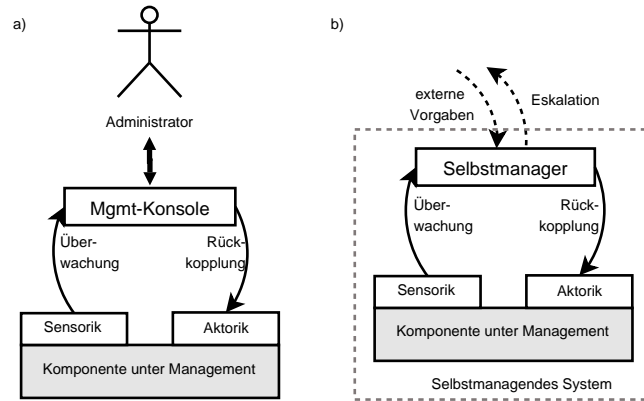 a)
Administrator
Mgmt-Konsole
Über-
wachung
Rück-
kopplung
Sensorik
Aktorik
Komponente unter Management
b)
externe
Vorgaben
Eskalation
Selbstmanager
Über-
wachung
Rück-
kopplung
Sensorik
Aktorik
Komponente unter Management
Selbstmanagendes System